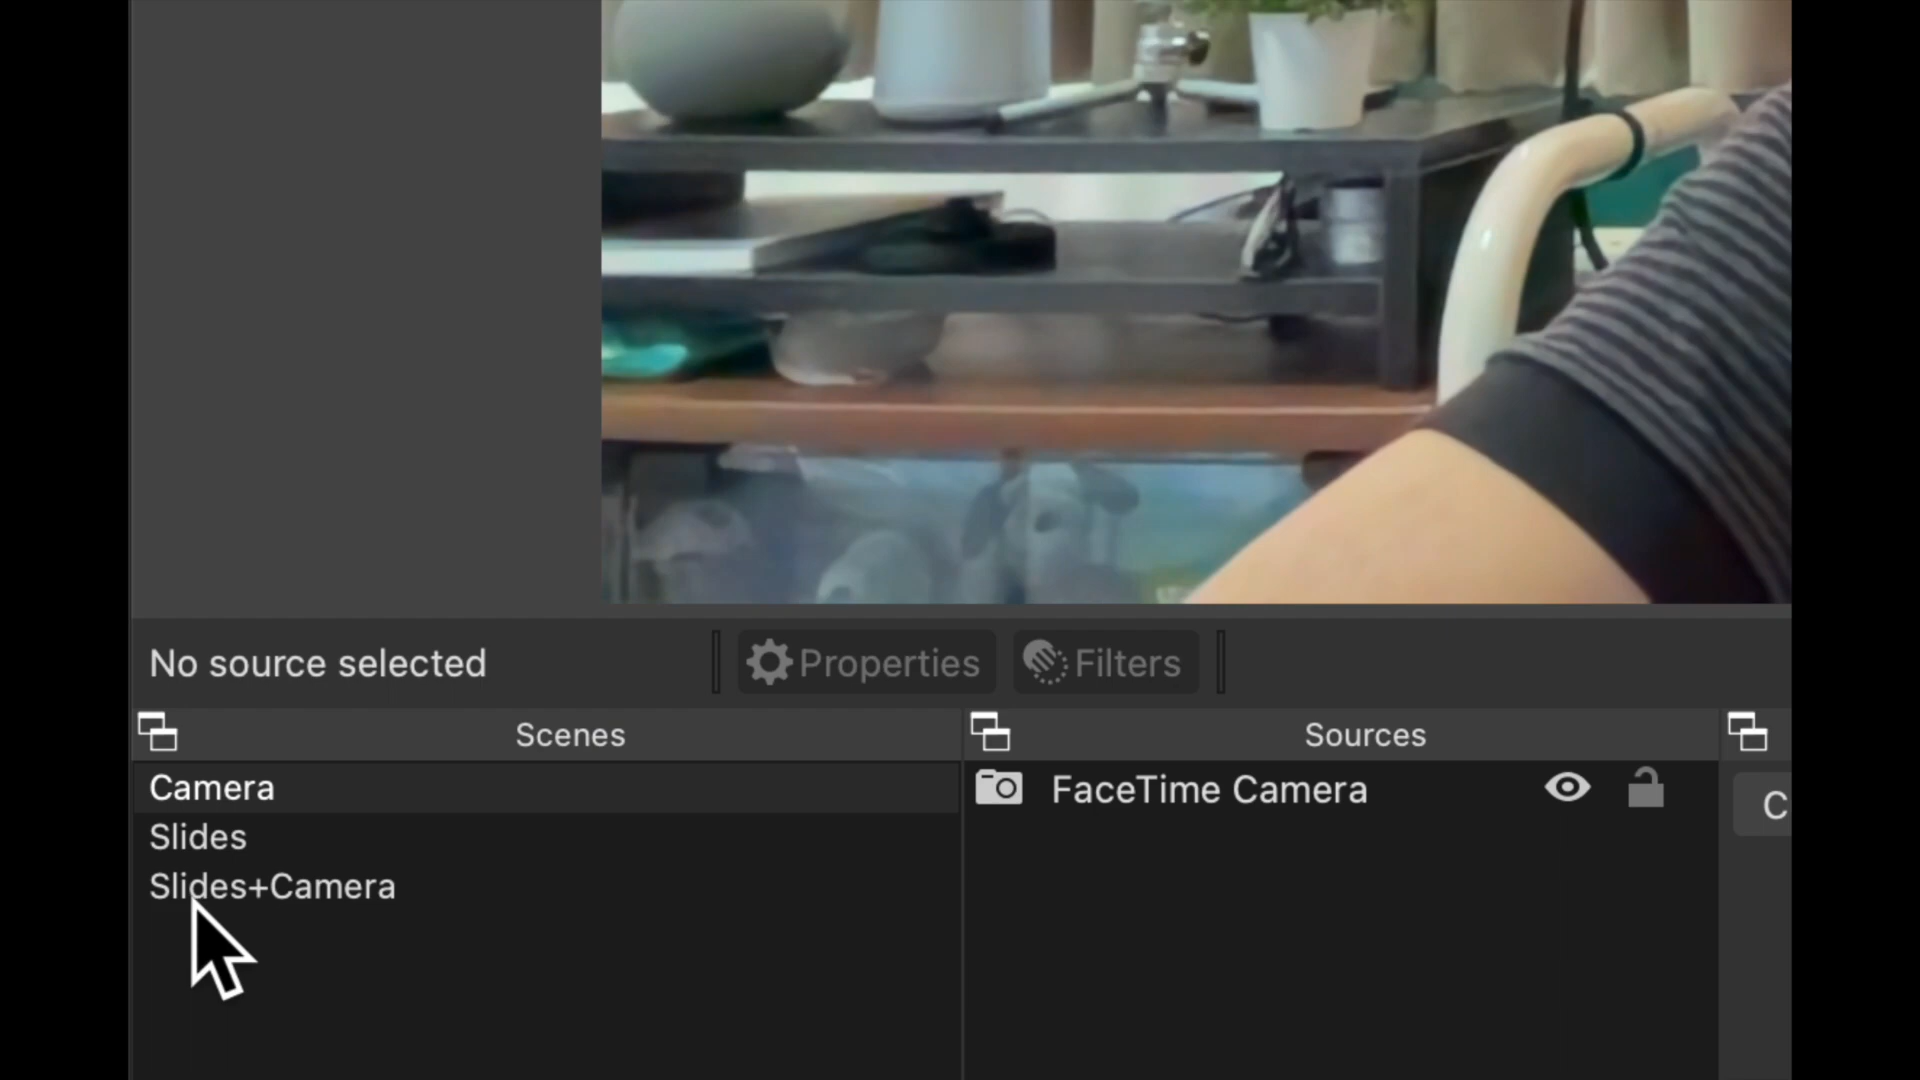 No source selected
Properties
Filters
Scenes
Sources
Camera
Slides
Slides+Camera
FaceTime Camera
C